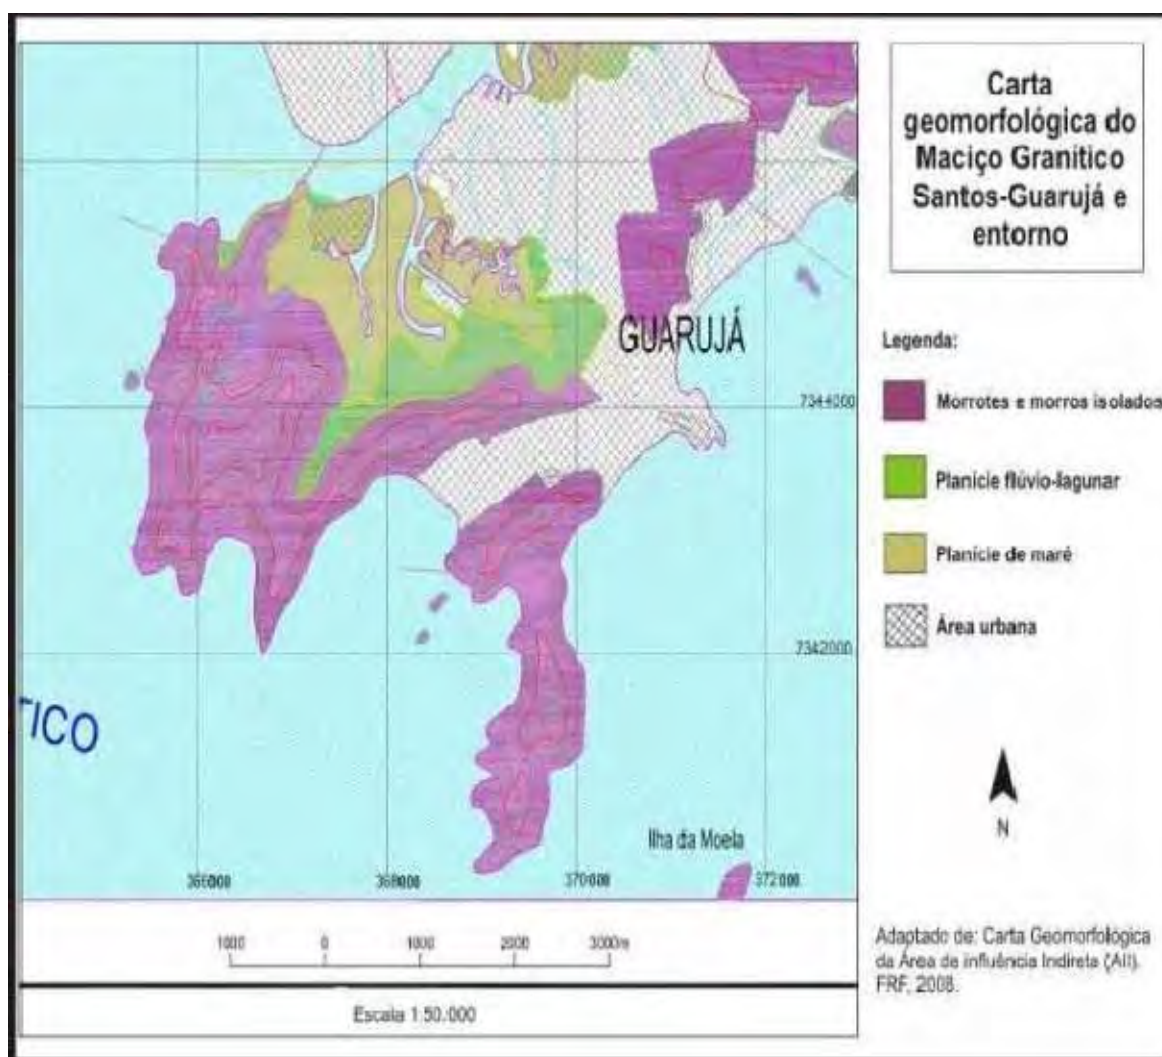 Carta
geomorfológica do
Maciço Granítico
Santos-Guarujá e
entorno
Legenda:
Morrotes e morros isolados
Planície flúvio-lagunar
Planície de maré
Área urbana
GUARUJÁ
7344000
7342000
TICO
Ilha da Moela
366000
368000
370000
372000
N
1000 0 1000 2000 3000m
Escala 1:50.000
Adaptado de: Carta Geomorfológica
da Área de influência Indireta (AII).
FRF, 2008.